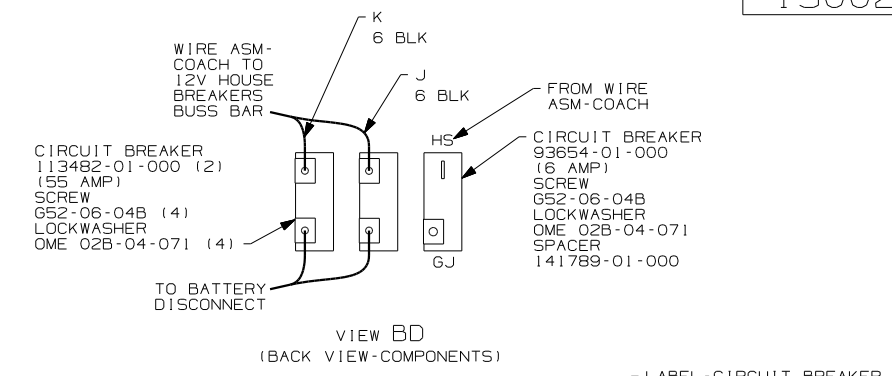 K
6 BLK
WIRE ASM-
COACH TO
12V HOUSE
BREAKERS
BUSS BAR
J
6 BLK
FROM WIRE
ASM-COACH
HS
CIRCUIT BREAKER
113482-01-000 (2)
(55 AMP)
SCREW
G52-06-04B (4)
LOCKWASHER
OME 02B-04-071 (4)
CIRCUIT BREAKER
93654-01-000
(6 AMP)
SCREW
G52-06-04B
LOCKWASHER
OME 02B-04-071
SPACER
141789-01-000
GJ
TO BATTERY
DISCONNECT
VIEW BD
(BACK VIEW-COMPONENTS)
LABEL-CIRCUIT BREAKER